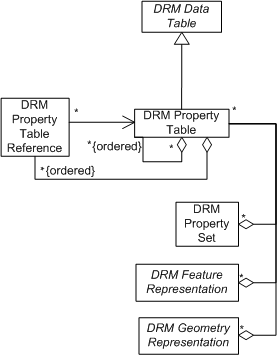 DRM Data
Table
DRM
Property
Table
Reference
*
DRM Property
Table
*
*{ordered}
*
*{ordered}
DRM
Property
Set
*
DRM Feature
Representation
*
DRM Geometry
Representation
*